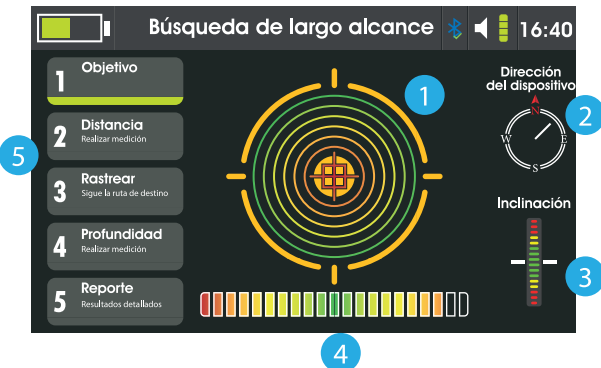 Búsqueda de largo alcance
16:40
1
Objetivo
2
Distancia
Realizar medición
3
Rastrear
Sigue la ruta de destino
4
Profundidad
Realizar medición
5
Reporte
Resultados detallados
5
1
Dirección
del dispositivo
2
N
W
E
S
Inclinación
3
4